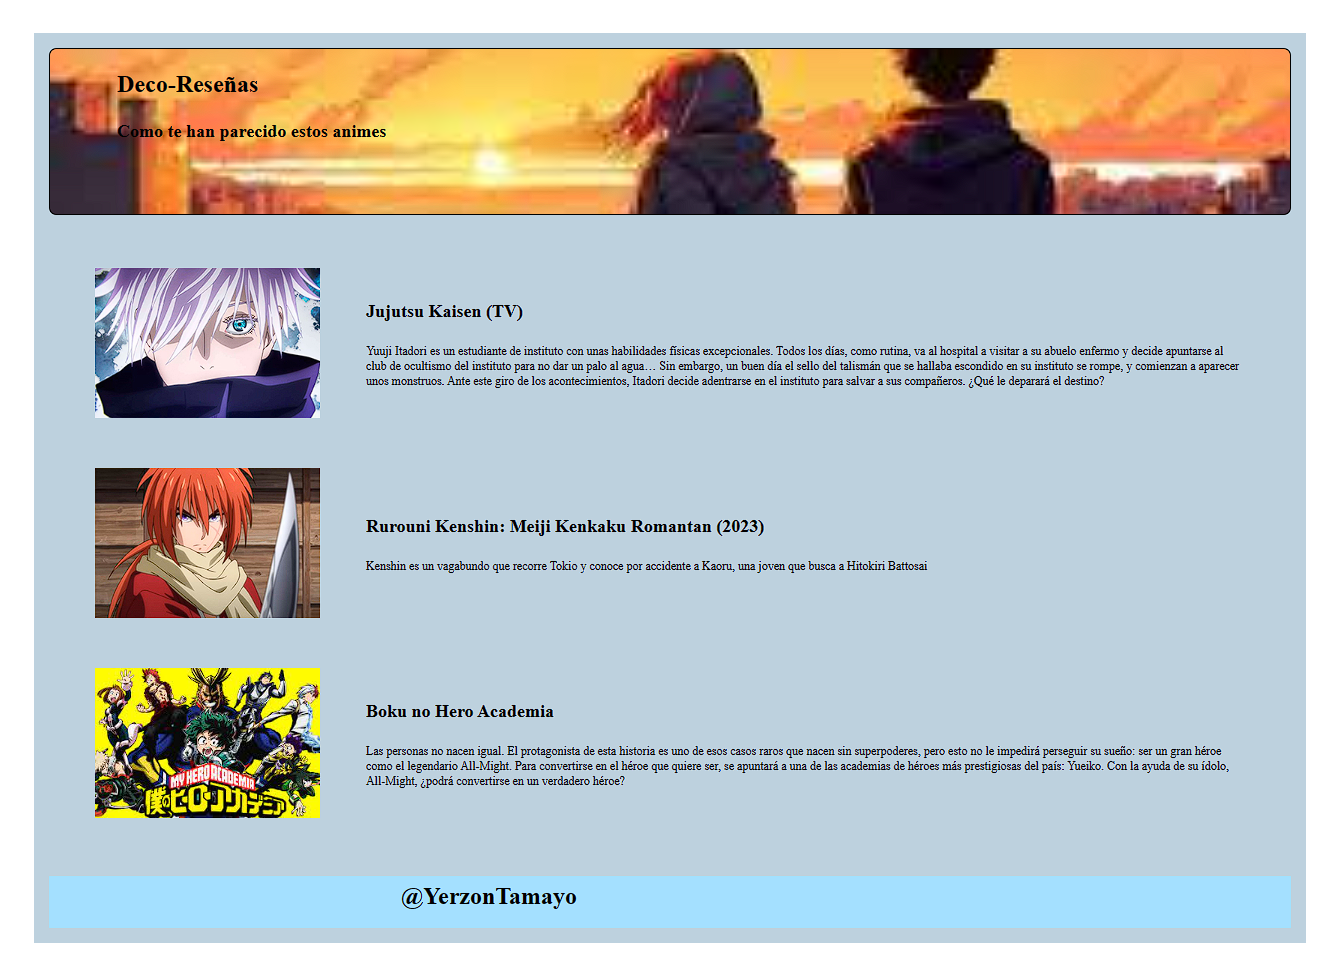 Deco-Reseñas
Como te han parecido estos animes
Jujutsu Kaisen (TV)
Yuuji Itadori es un estudiante de instituto con unas habilidades físicas excepcionales. Todos los días, como rutina, va al hospital a visitar a su abuelo enfermo y decide apuntarse al
club de ocultismo del instituto para no dar un palo al agua… Sin embargo, un buen día el sello del talismán que se hallaba escondido en su instituto se rompe, y comienzan a aparecer
unos monstruos. Ante este giro de los acontecimientos, Itadori decide adentrarse en el instituto para salvar a sus compañeros. ¿Qué le deparará el destino?
Rurouni Kenshin: Meiji Kenkaku Romantan (2023)
Kenshin es un vagabundo que recorre Tokio y conoce por accidente a Kaoru, una joven que busca a Hitokiri Battosai
Boku no Hero Academia
Las personas no nacen igual. El protagonista de esta historia es uno de esos casos raros que nacen sin superpoderes, pero esto no le impedirá perseguir su sueño: ser un gran héroe
como el legendario All-Might. Para convertirse en el héroe que quiere ser, se apuntará a una de las academias de héroes más prestigiosas del país: Yueiko. Con la ayuda de su ídolo,
All-Might, ¿podrá convertirse en un verdadero héroe?
MY HERO ACADEMIA
僕のヒーローアカデミア
@YerzonTamayo